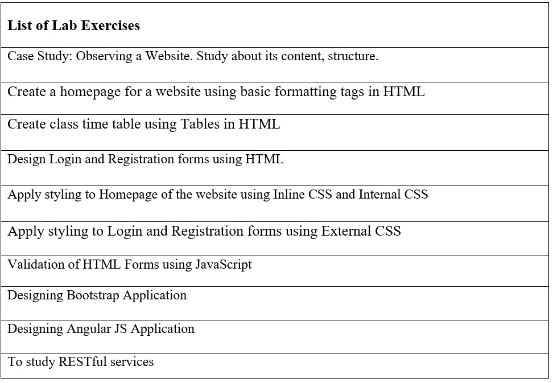 List of Lab Exercises
Case Study: Observing a Website. Study about its content, structure.
Create a homepage for a website using basic formatting tags in HTML
Create class time table using Tables in HTML
Design Login and Registration forms using HTML
Apply styling to Homepage of the website using Inline CSS and Internal CSS
Apply styling to Login and Registration forms using External CSS
Validation of HTML Forms using JavaScript
Designing Bootstrap Application
Designing Angular JS Application
To study RESTful services